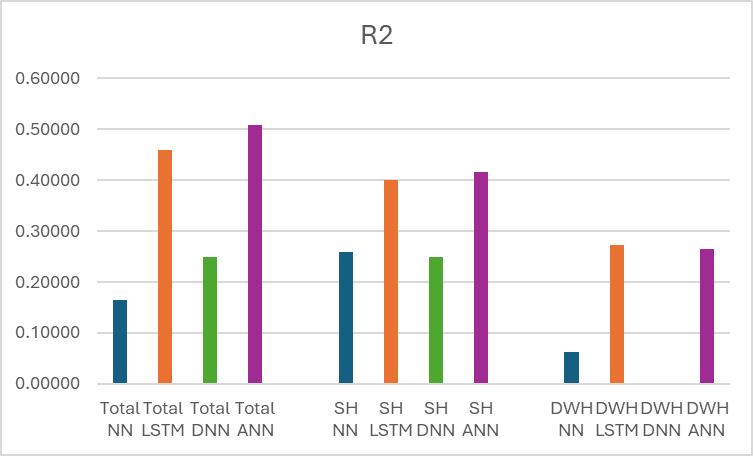 R2
0.60000
0.50000
0.40000
0.30000
0.20000
0.10000
0.00000
Total NN
Total LSTM
Total DNN
Total ANN
SH NN
SH LSTM
SH DNN
SH ANN
DWH NN
DWH LSTM
DWH DNN
DWH ANN